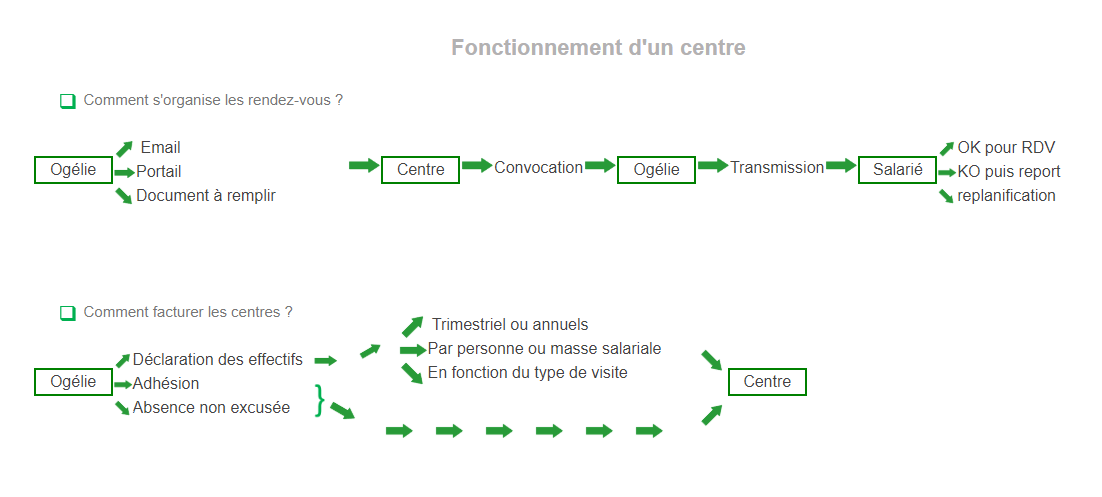 Fonctionnement d'un centre
Comment s'organise les rendez-vous ?
Ogélie
Email
Portail
Document à remplir
Centre
Convocation
Ogélie
Transmission
Salarié
OK pour RDV
KO puis report
replanification
Comment facturer les centres ?
Ogélie
Déclaration des effectifs
Adhésion
Absence non excusée
}
Trimestriel ou annuels
Par personne ou masse salariale
En fonction du type de visite
Centre